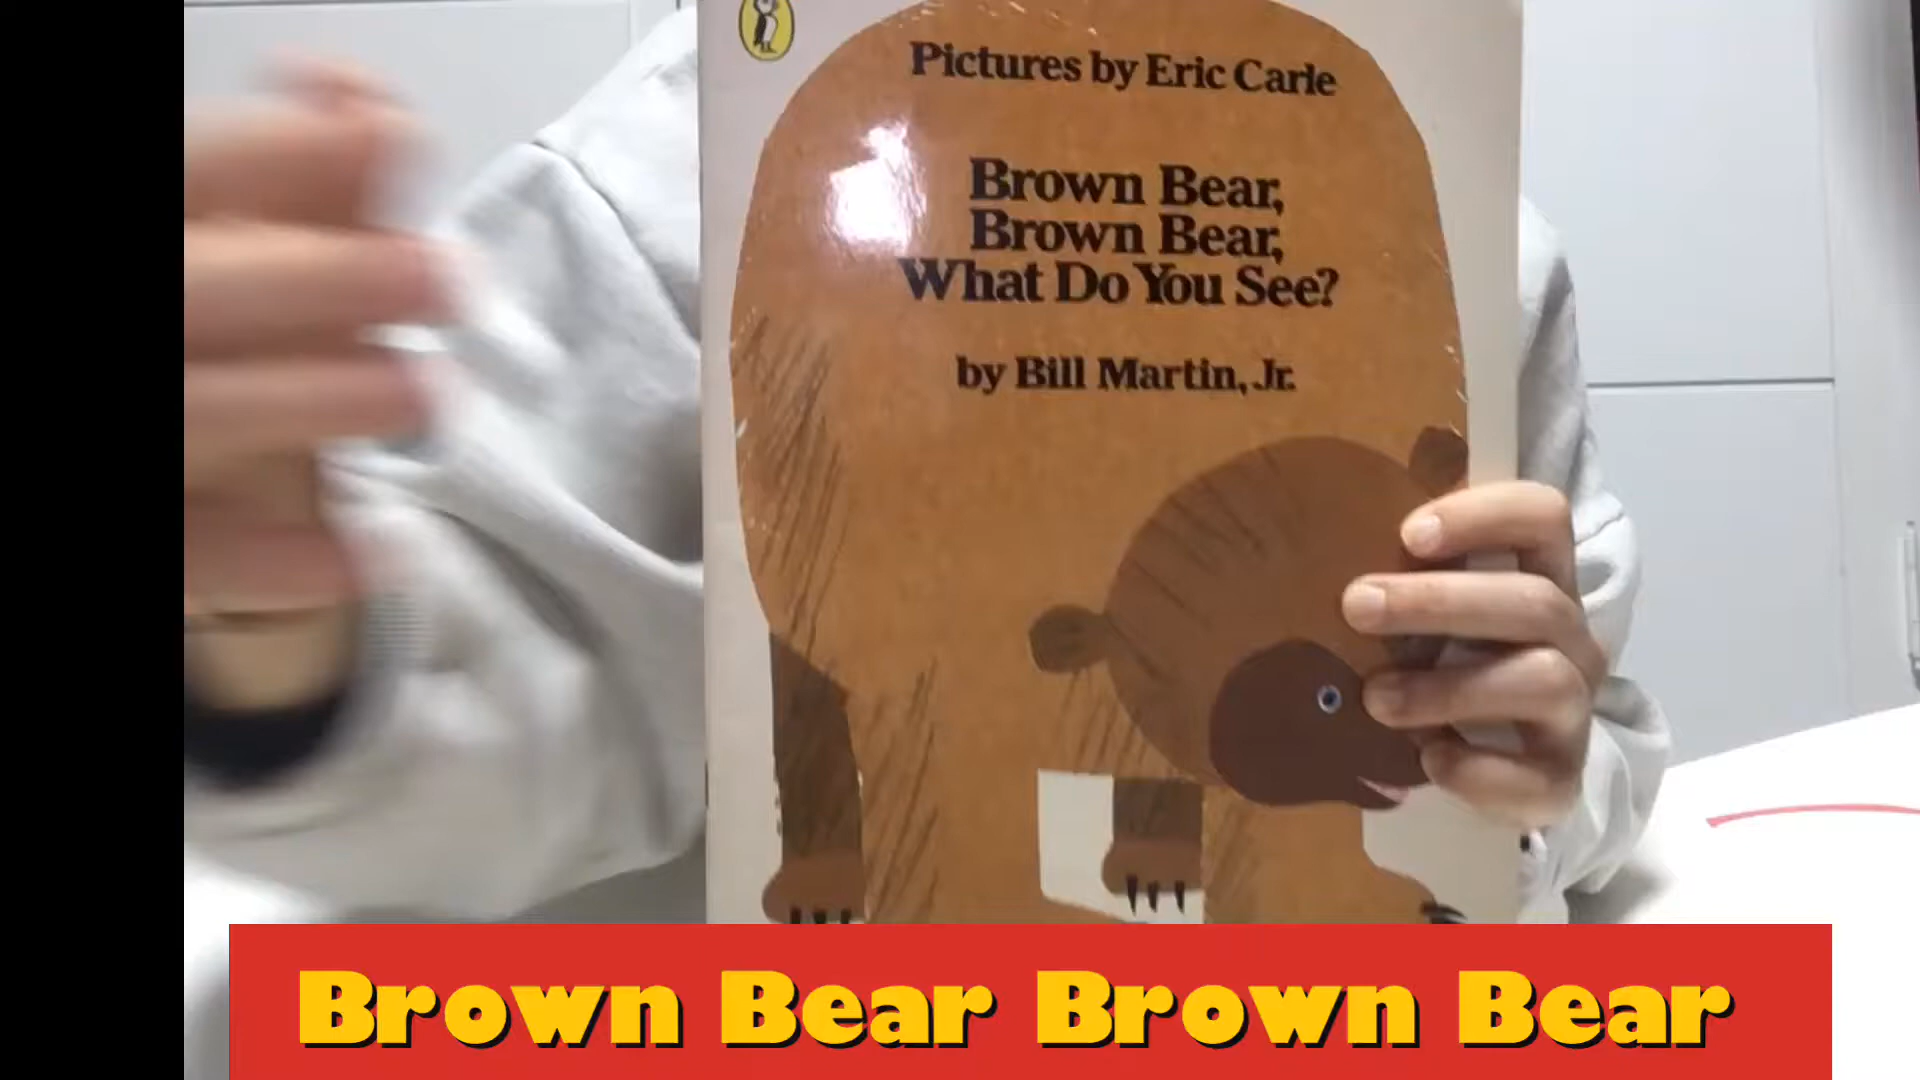 Pictures by Eric Carle
Brown Bear,
Brown Bear,
What Do You See?
by Bill Martin, Jr.
Brown Bear Brown Bear